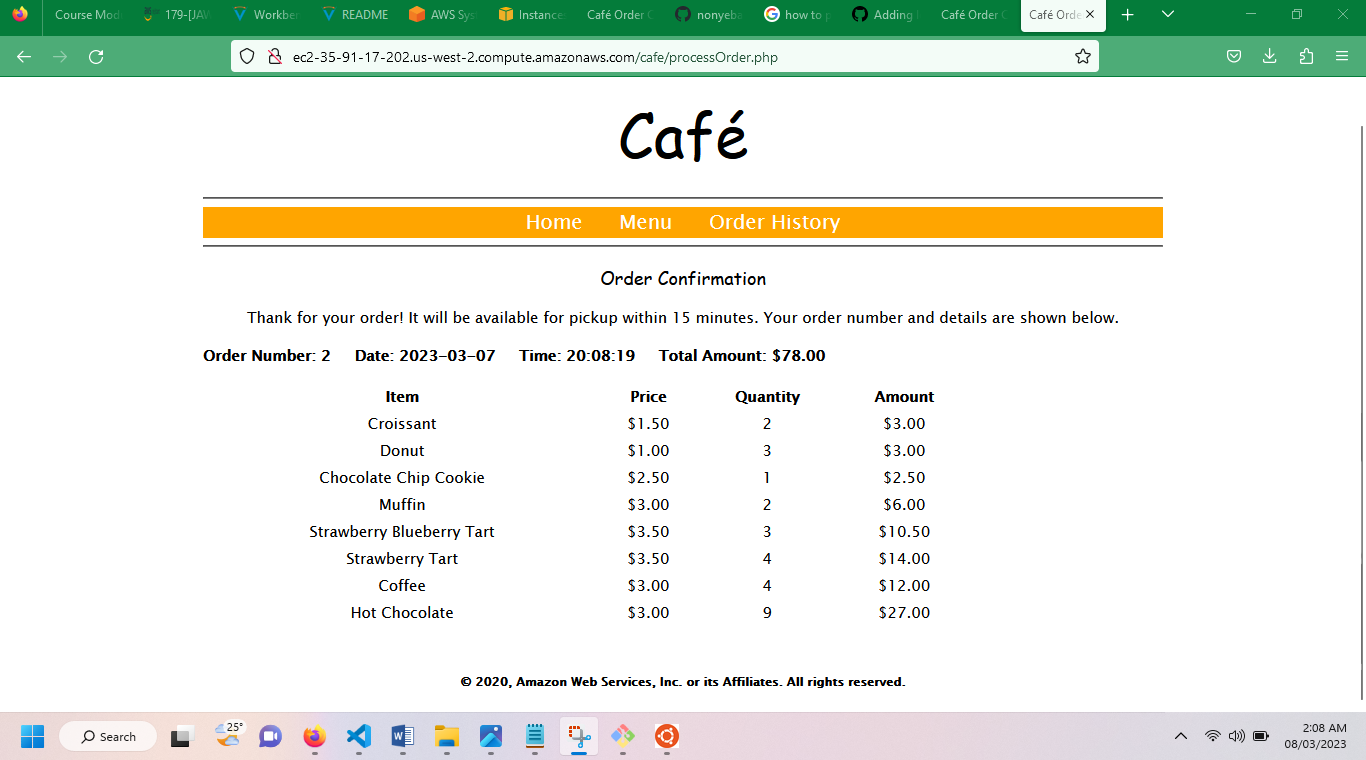 Course Mod 179-[JAV Workber README AWS Sys Instance Café Order C nonyeba how to p Adding Café Order C Café Orde
ec2-35-91-17-202.us-west-2.compute.amazonaws.com/cafe/processOrder.php
Café
Home Menu Order History
Order Confirmation
Thank for your order! It will be available for pickup within 15 minutes. Your order number and details are shown below.
Order Number: 2 Date: 2023-03-07 Time: 20:08:19 Total Amount: $78.00
Item Price Quantity Amount
Croissant $1.50 2 $3.00
Donut $1.00 3 $3.00
Chocolate Chip Cookie $2.50 1 $2.50
Muffin $3.00 2 $6.00
Strawberry Blueberry Tart $3.50 3 $10.50
Strawberry Tart $3.50 4 $14.00
Coffee $3.00 4 $12.00
Hot Chocolate $3.00 9 $27.00
© 2020, Amazon Web Services, Inc. or its Affiliates. All rights reserved.
Search 25° 2:08 AM
08/03/2023